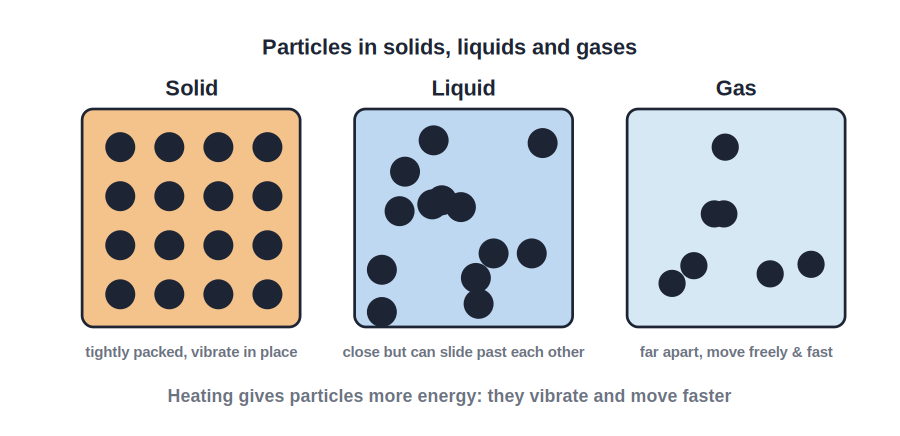 Particles in solids, liquids and gases
Solid
Liquid
Gas
tightly packed, vibrate in place
close but can slide past each other
far apart, move freely & fast
Heating gives particles more energy: they vibrate and move faster